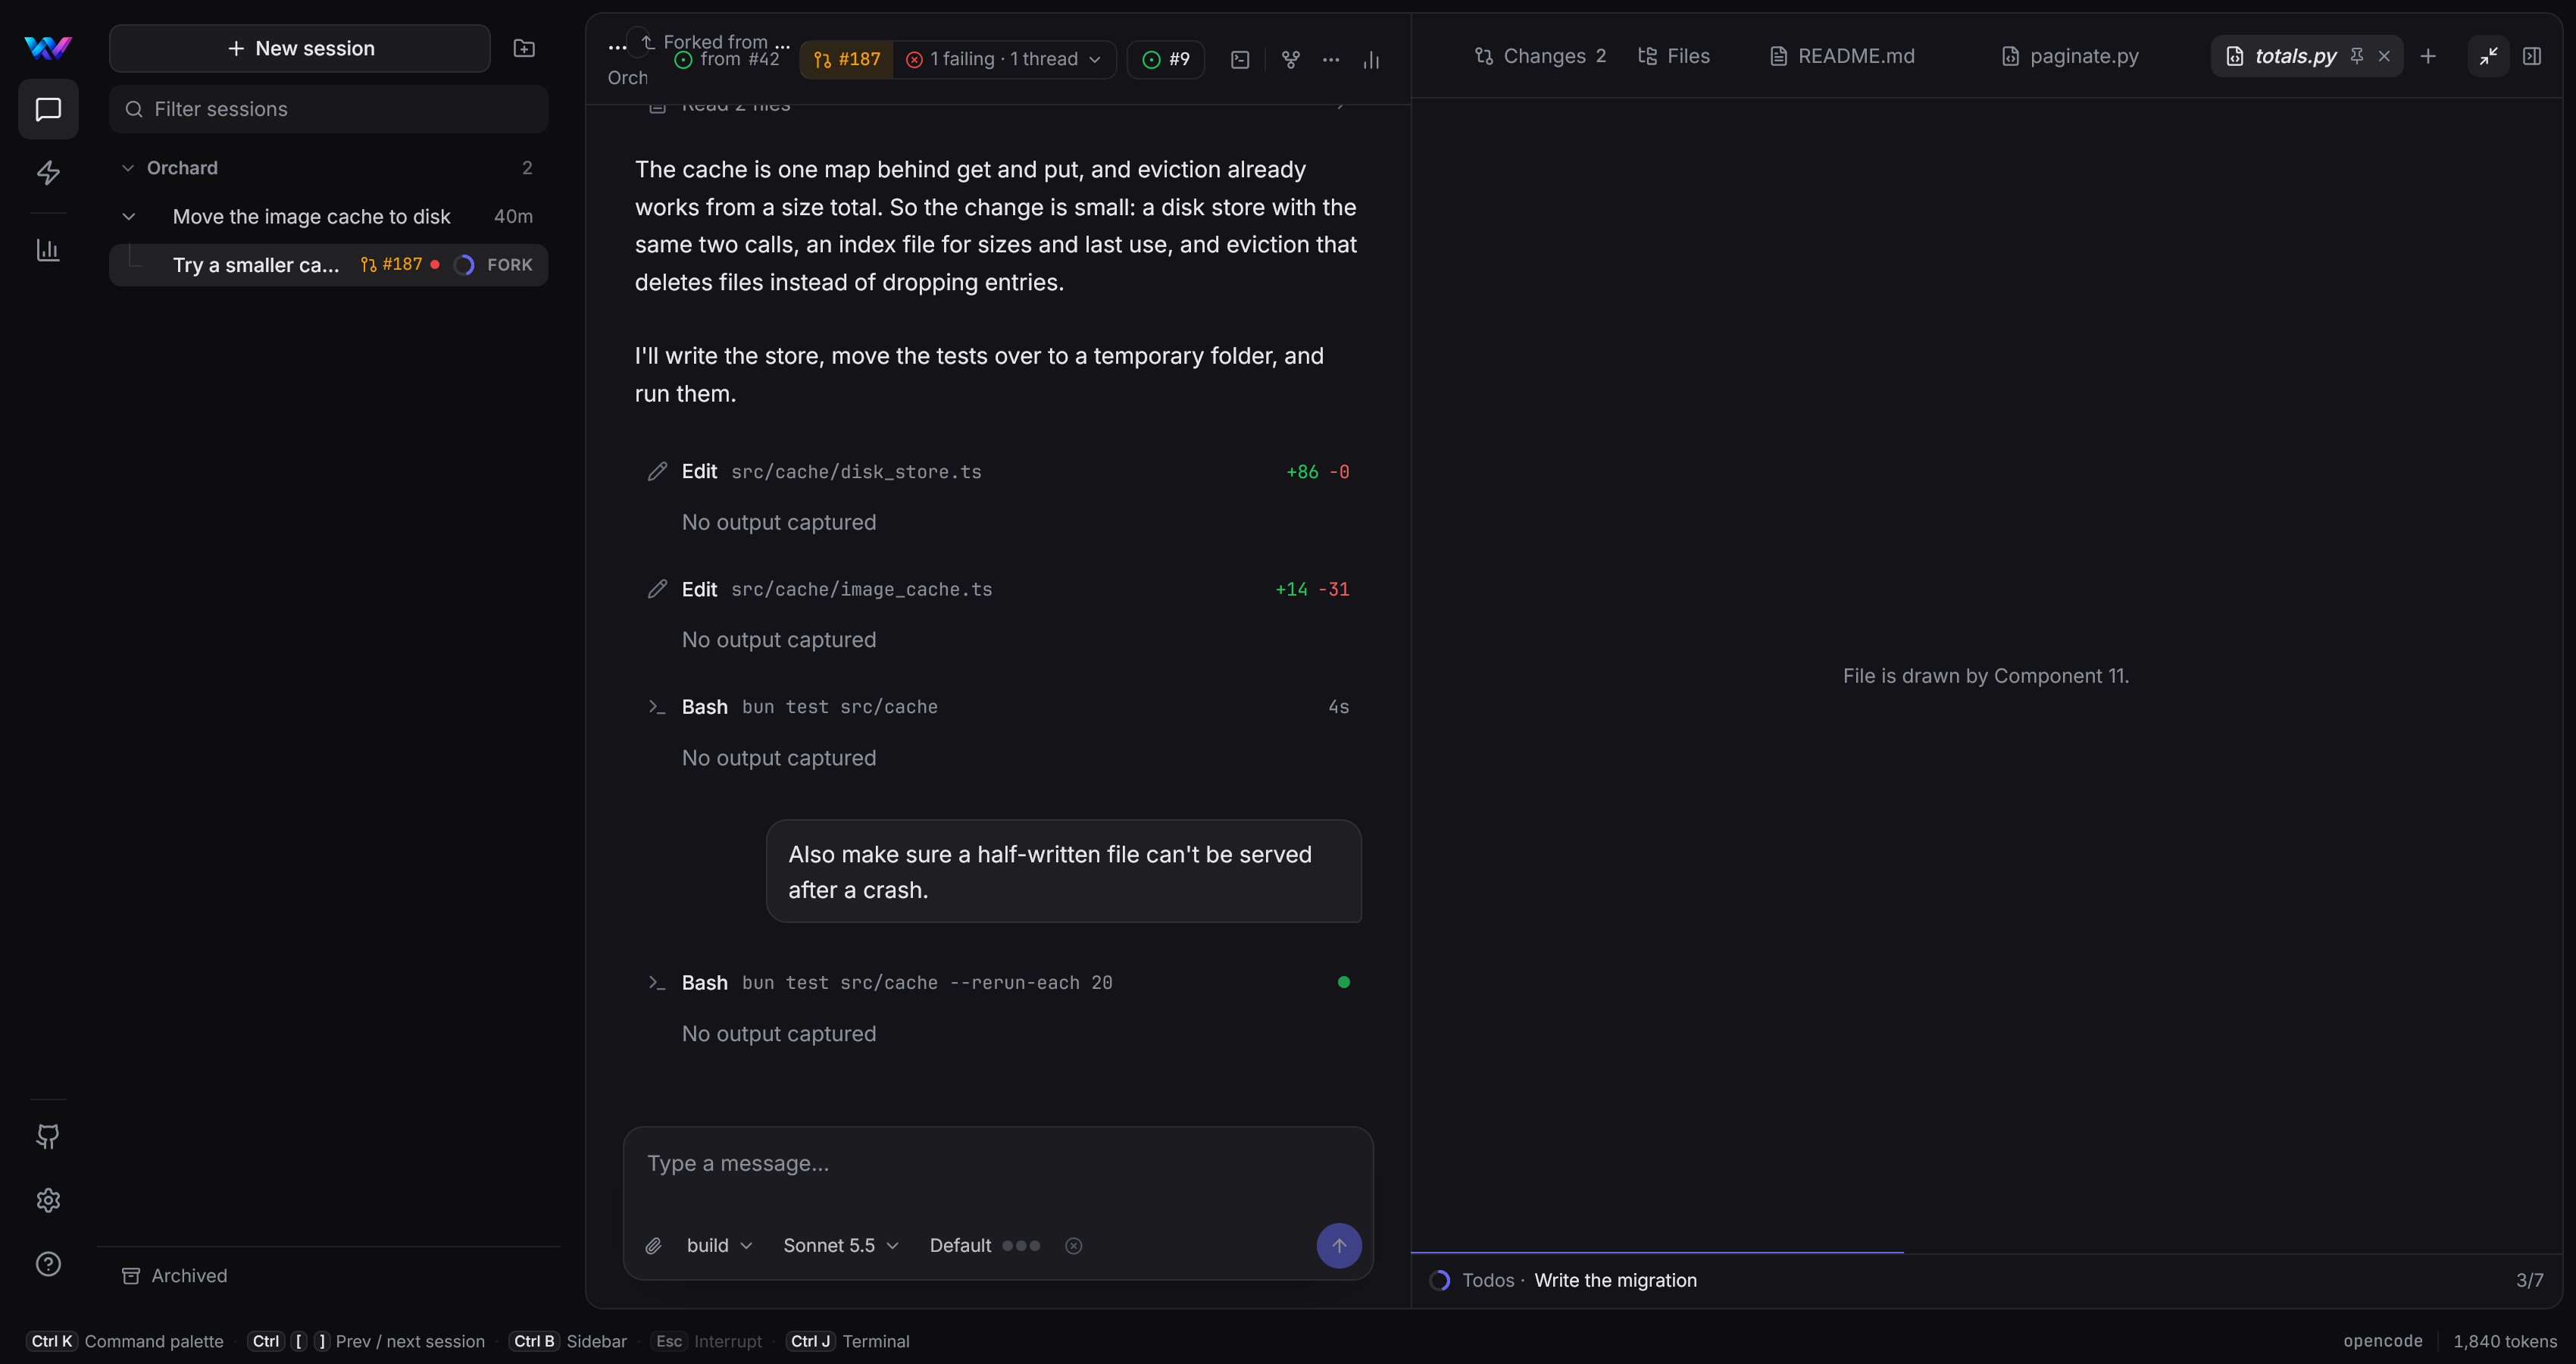 New session
Filter sessions
Orchard 2
Move the image cache to disk 40m
Try a smaller ca... #187 FORK
Archived
... Forked from ...
Orch
from #42
#187 1 failing · 1 thread
#9
Read 2 files
The cache is one map behind get and put, and eviction already
works from a size total. So the change is small: a disk store with the
same two calls, an index file for sizes and last use, and eviction that
deletes files instead of dropping entries.
I'll write the store, move the tests over to a temporary folder, and
run them.
Edit src/cache/disk_store.ts +86 -0
No output captured
Edit src/cache/image_cache.ts +14 -31
No output captured
Bash bun test src/cache 4s
No output captured
Also make sure a half-written file can't be served
after a crash.
Bash bun test src/cache --rerun-each 20
No output captured
Type a message...
build Sonnet 5.5 Default
Changes 2 Files README.md paginate.py totals.py
File is drawn by Component 11.
Todos · Write the migration 3/7
Ctrl K Command palette · Ctrl [ ] Prev / next session · Ctrl B Sidebar · Esc Interrupt · Ctrl J Terminal
opencode 1,840 tokens